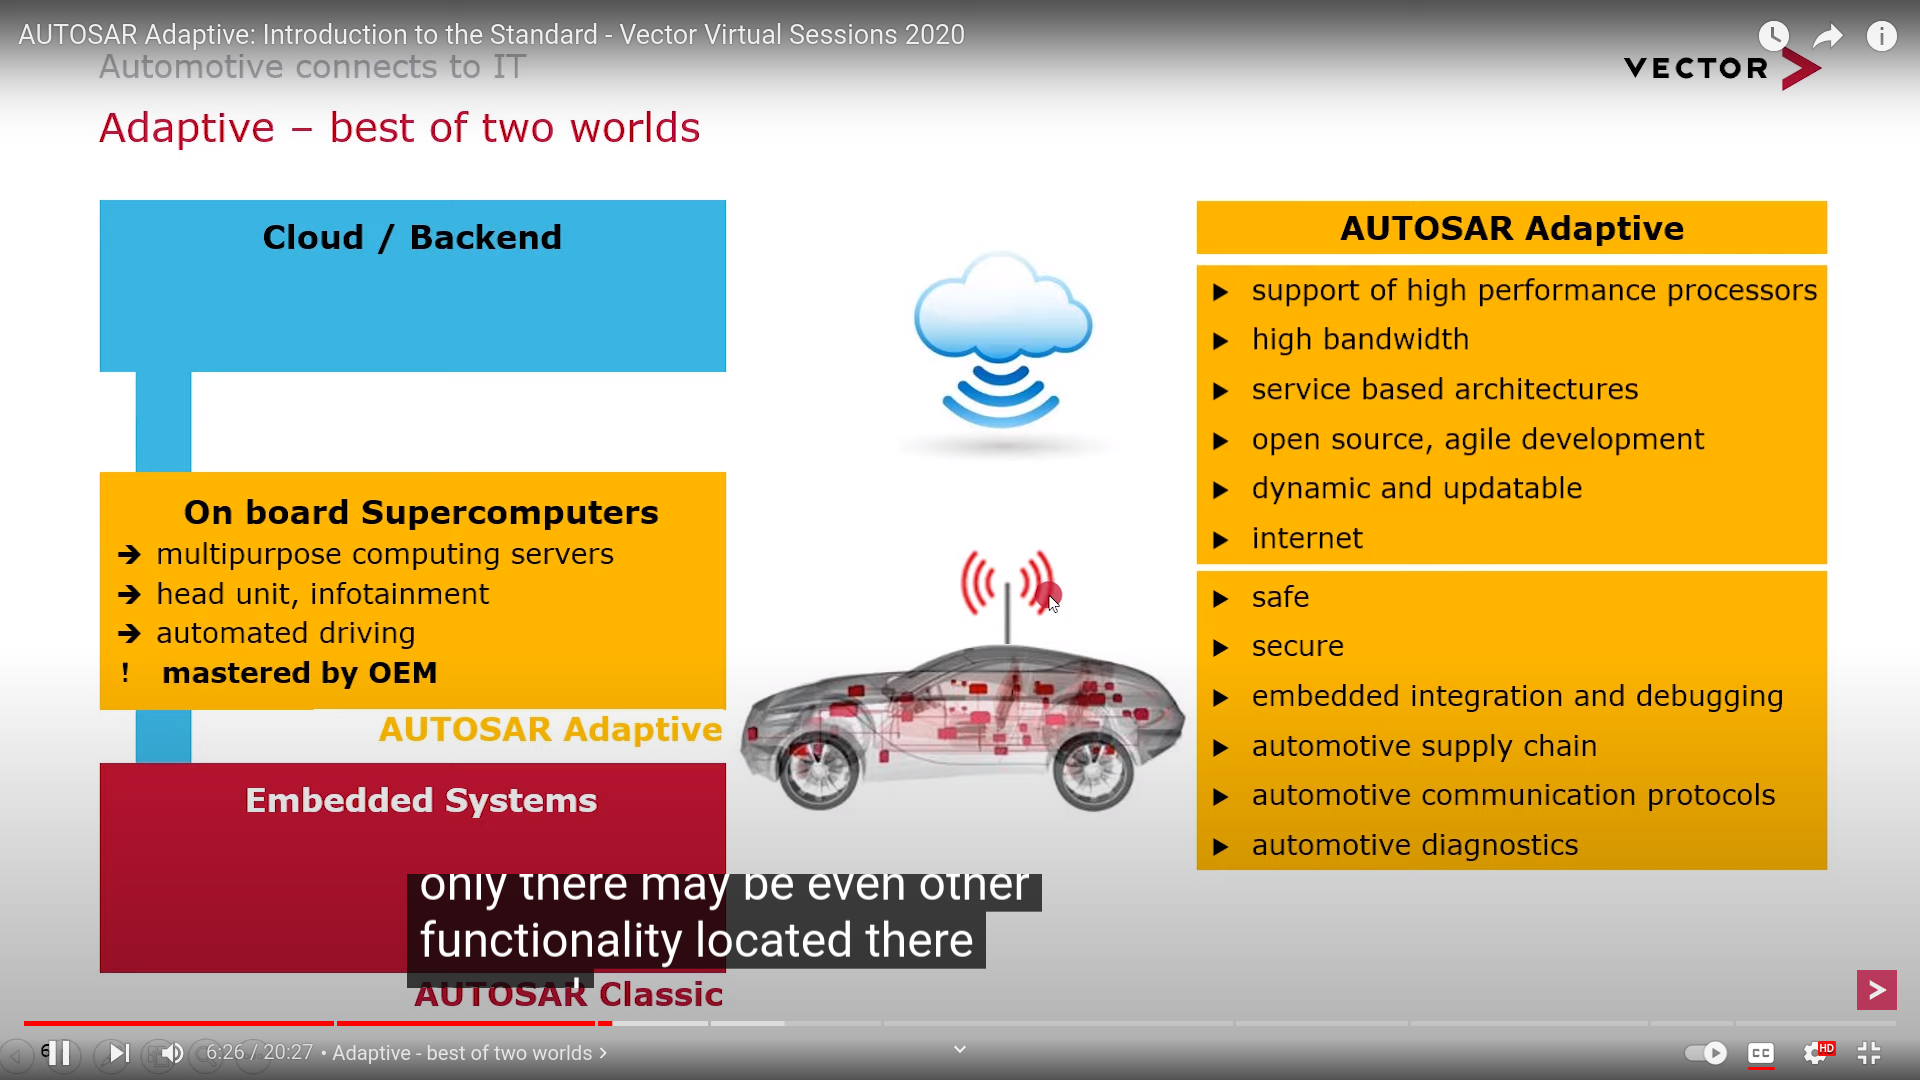 AUTOSAR Adaptive: Introduction to the Standard - Vector Virtual Sessions 2020
Automotive connects to IT
VECTOR
Adaptive – best of two worlds
Cloud / Backend
On board Supercomputers
➔ multipurpose computing servers
➔ head unit, infotainment
➔ automated driving
! mastered by OEM
AUTOSAR Adaptive
Embedded Systems
AUTOSAR Classic
AUTOSAR Adaptive
► support of high performance processors
► high bandwidth
► service based architectures
► open source, agile development
► dynamic and updatable
► internet
► safe
► secure
► embedded integration and debugging
► automotive supply chain
► automotive communication protocols
► automotive diagnostics
only there may be even other
functionality located there
6
6:26 / 20:27 • Adaptive - best of two worlds >
CC
HD